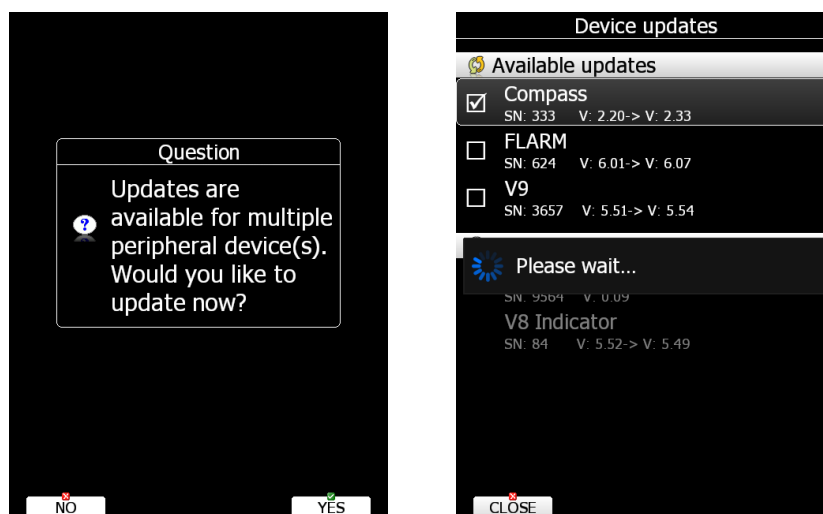 Question
Updates are
available for multiple
peripheral device(s).
Would you like to
update now?
NO
YES
Device updates
Available updates
Compass
SN: 333 V: 2.20-> V: 2.33
FLARM
SN: 624 V: 6.01-> V: 6.07
V9
SN: 3657 V: 5.51-> V: 5.54
Please wait...
SN: 9564 V: 0.09
V8 Indicator
SN: 84 V: 5.52-> V: 5.49
CLOSE